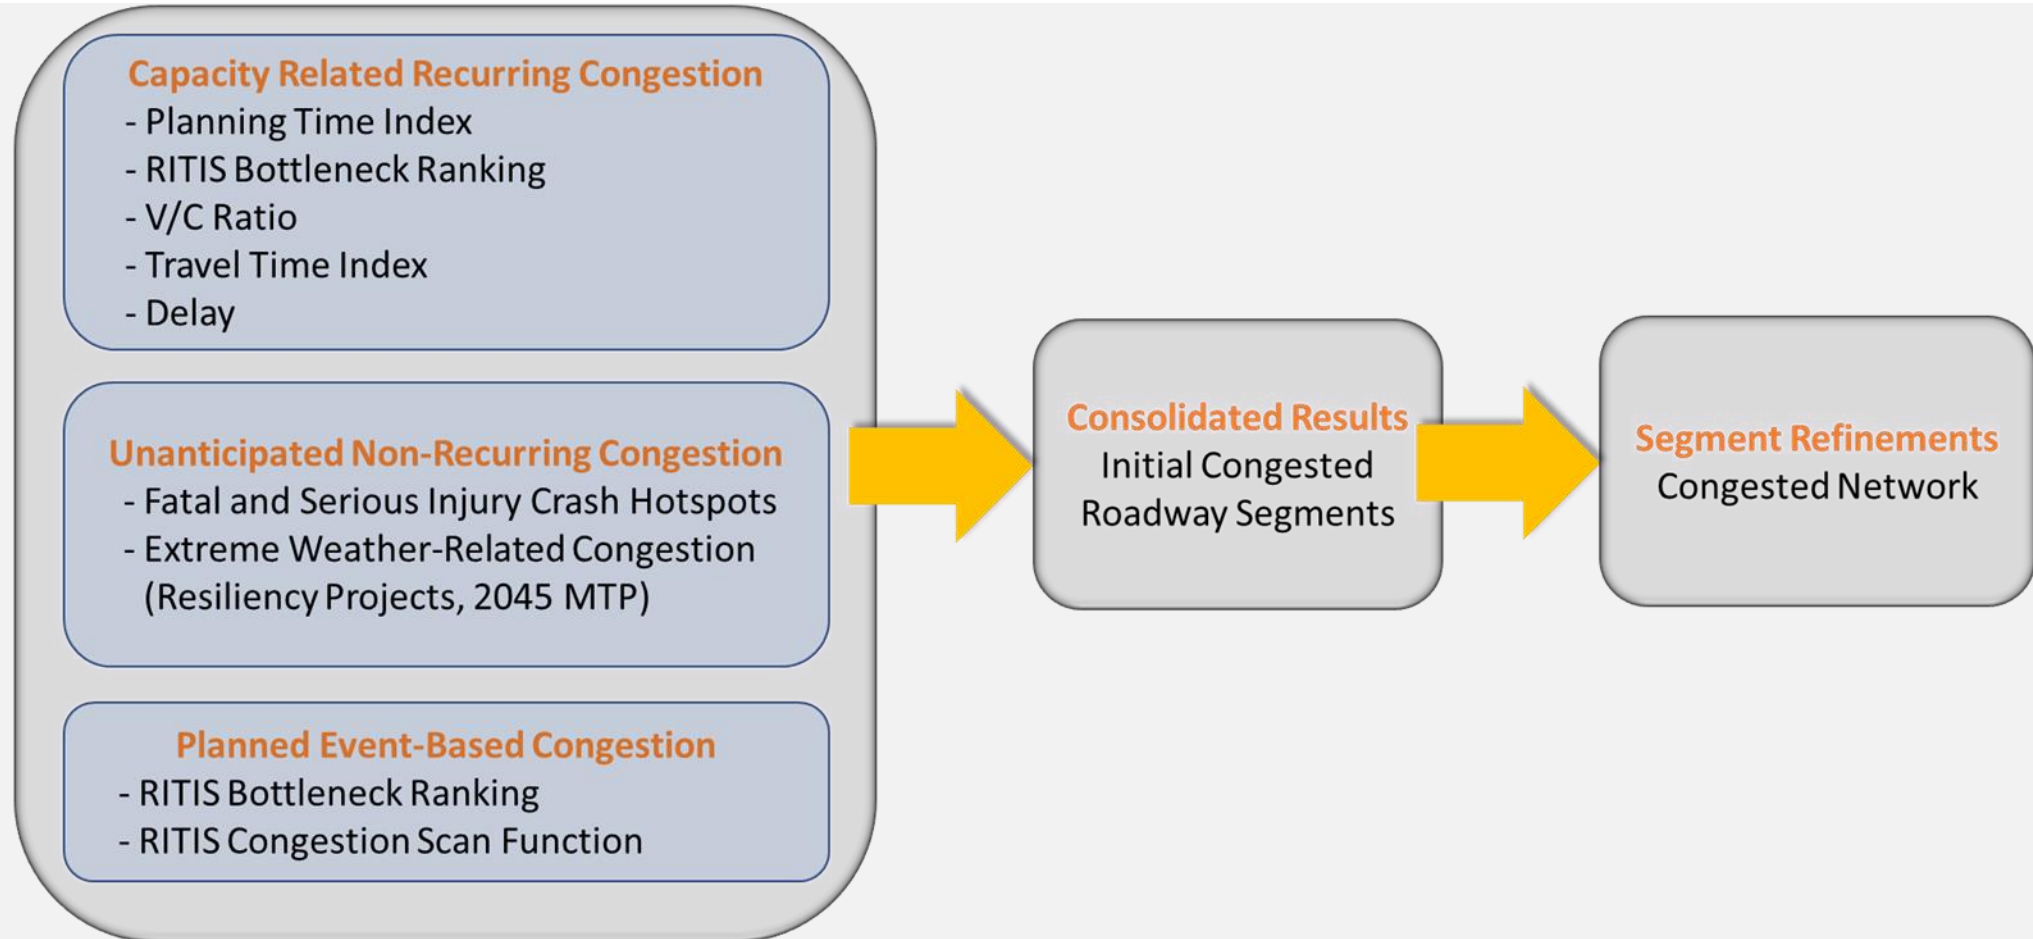 Capacity Related Recurring Congestion
- Planning Time Index
- RITIS Bottleneck Ranking
- V/C Ratio
- Travel Time Index
- Delay
Unanticipated Non-Recurring Congestion
- Fatal and Serious Injury Crash Hotspots
- Extreme Weather-Related Congestion
(Resiliency Projects, 2045 MTP)
Planned Event-Based Congestion
- RITIS Bottleneck Ranking
- RITIS Congestion Scan Function
Consolidated Results
Initial Congested
Roadway Segments
Segment Refinements
Congested Network